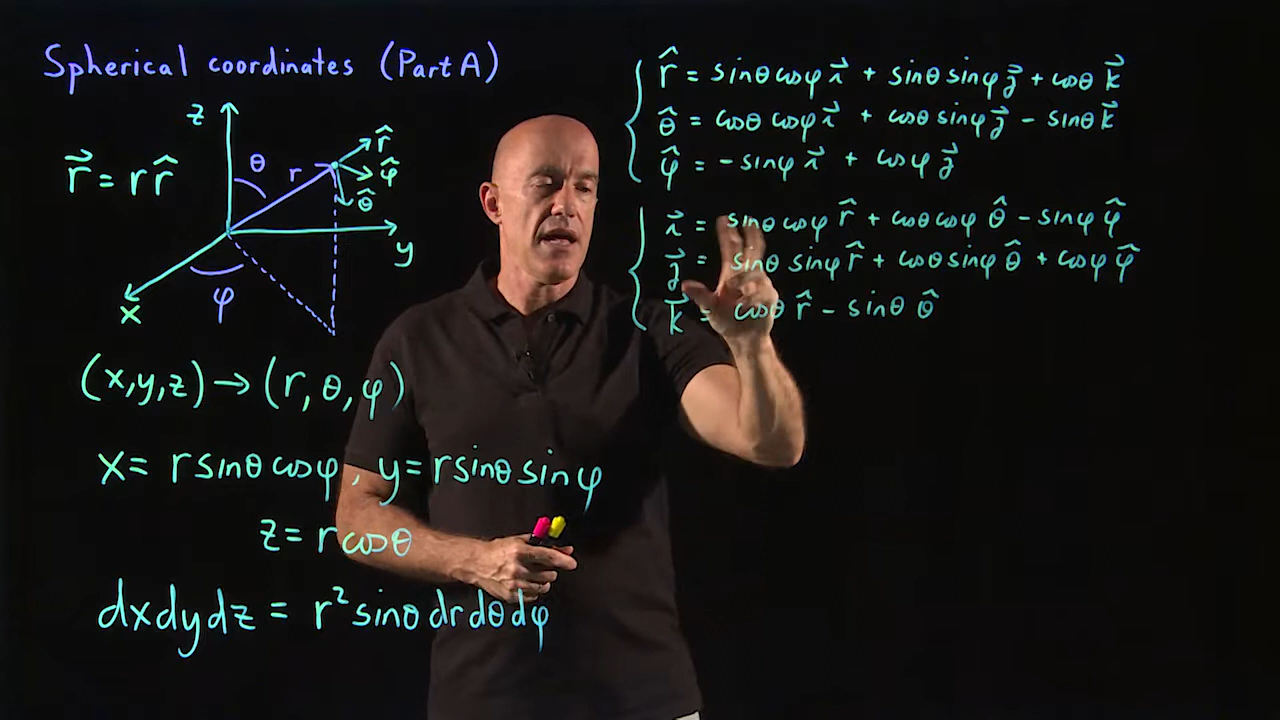 Spherical coordinates (Part A)
z
θ
r
r̂
φ̂
θ̂
r⃗ = r r̂
y
x
φ
(x,y,z) → (r, θ, φ)
x = r sinθ cosφ, y = r sinθ sinφ
z = r cosθ
dxdydz = r² sinθ dr dθ dφ
r̂ = sinθ cosφ i⃗ + sinθ sinφ j⃗ + cosθ k⃗
θ̂ = cosθ cosφ i⃗ + cosθ sinφ j⃗ − sinθ k⃗
φ̂ = −sinφ i⃗ + cosφ j⃗
i⃗ = sinθ cosφ r̂ + cosθ cosφ θ̂ − sinφ φ̂
j⃗ = sinθ sinφ r̂ + cosθ sinφ θ̂ + cosφ φ̂
k⃗ = cosθ r̂ − sinθ θ̂